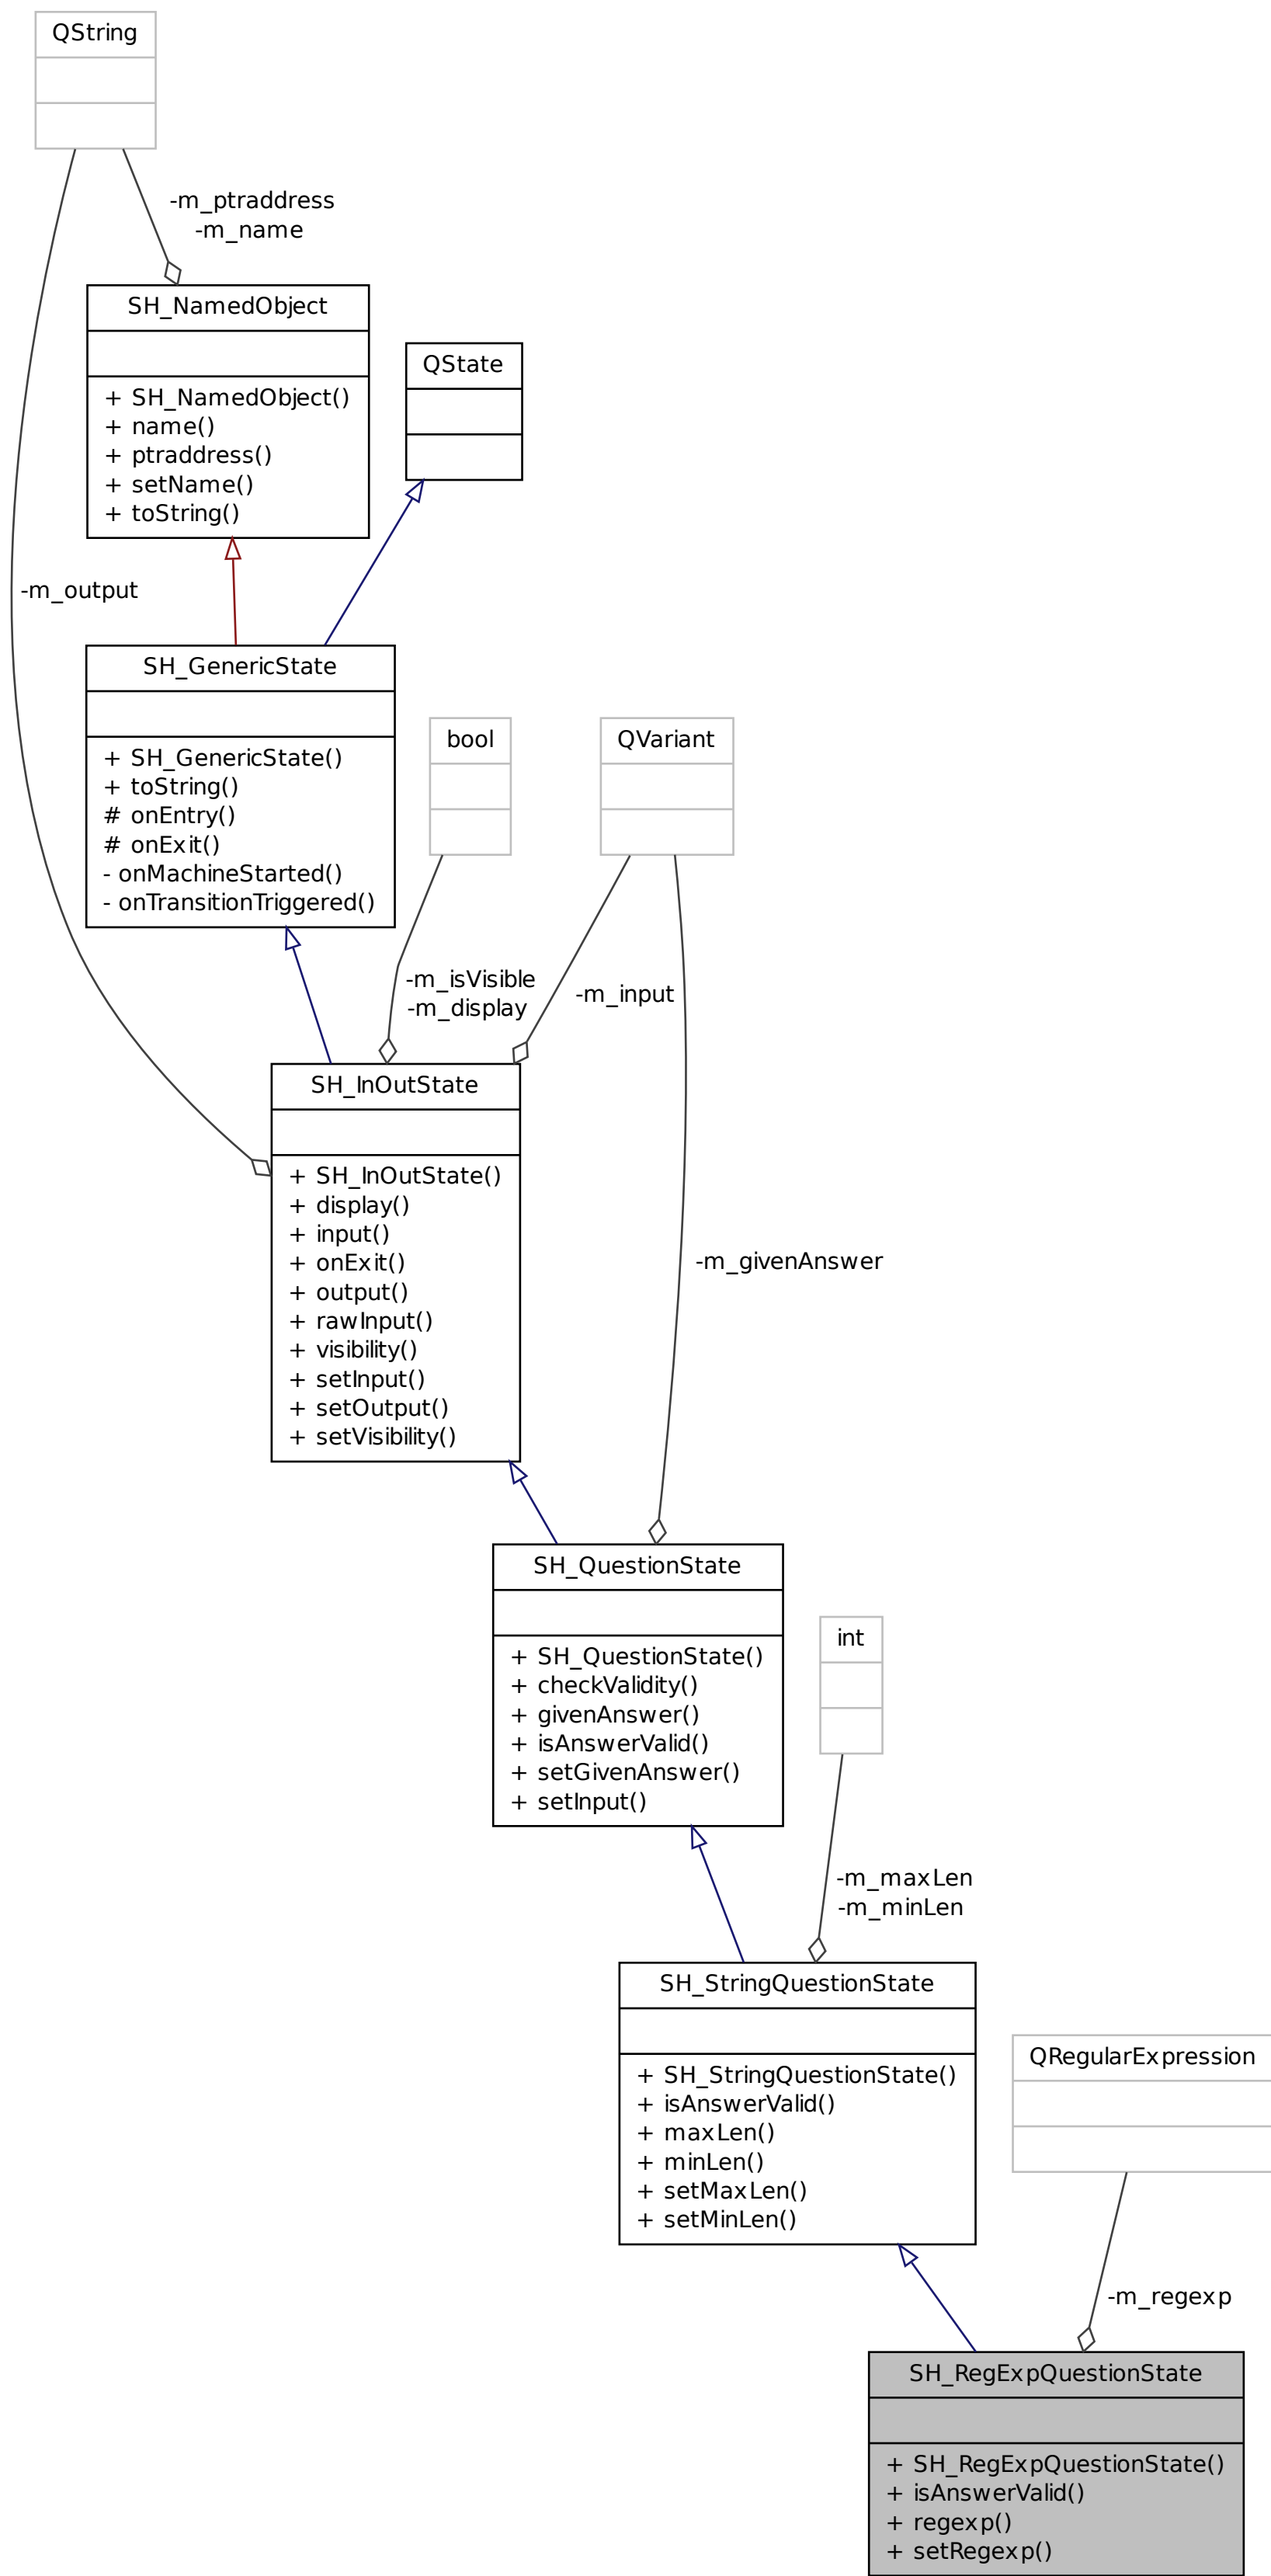 QString
-m_ptraddress
-m_name
SH_NamedObject
+ SH_NamedObject()
+ name()
+ ptraddress()
+ setName()
+ toString()
QState
-m_output
SH_GenericState
+ SH_GenericState()
+ toString()
# onEntry()
# onExit()
- onMachineStarted()
- onTransitionTriggered()
bool
QVariant
-m_isVisible
-m_display
-m_input
SH_InOutState
+ SH_InOutState()
+ display()
+ input()
+ onExit()
+ output()
+ rawInput()
+ visibility()
+ setInput()
+ setOutput()
+ setVisibility()
-m_givenAnswer
SH_QuestionState
+ SH_QuestionState()
+ checkValidity()
+ givenAnswer()
+ isAnswerValid()
+ setGivenAnswer()
+ setInput()
int
-m_maxLen
-m_minLen
SH_StringQuestionState
+ SH_StringQuestionState()
+ isAnswerValid()
+ maxLen()
+ minLen()
+ setMaxLen()
+ setMinLen()
QRegularExpression
-m_regexp
SH_RegExpQuestionState
+ SH_RegExpQuestionState()
+ isAnswerValid()
+ regexp()
+ setRegexp()